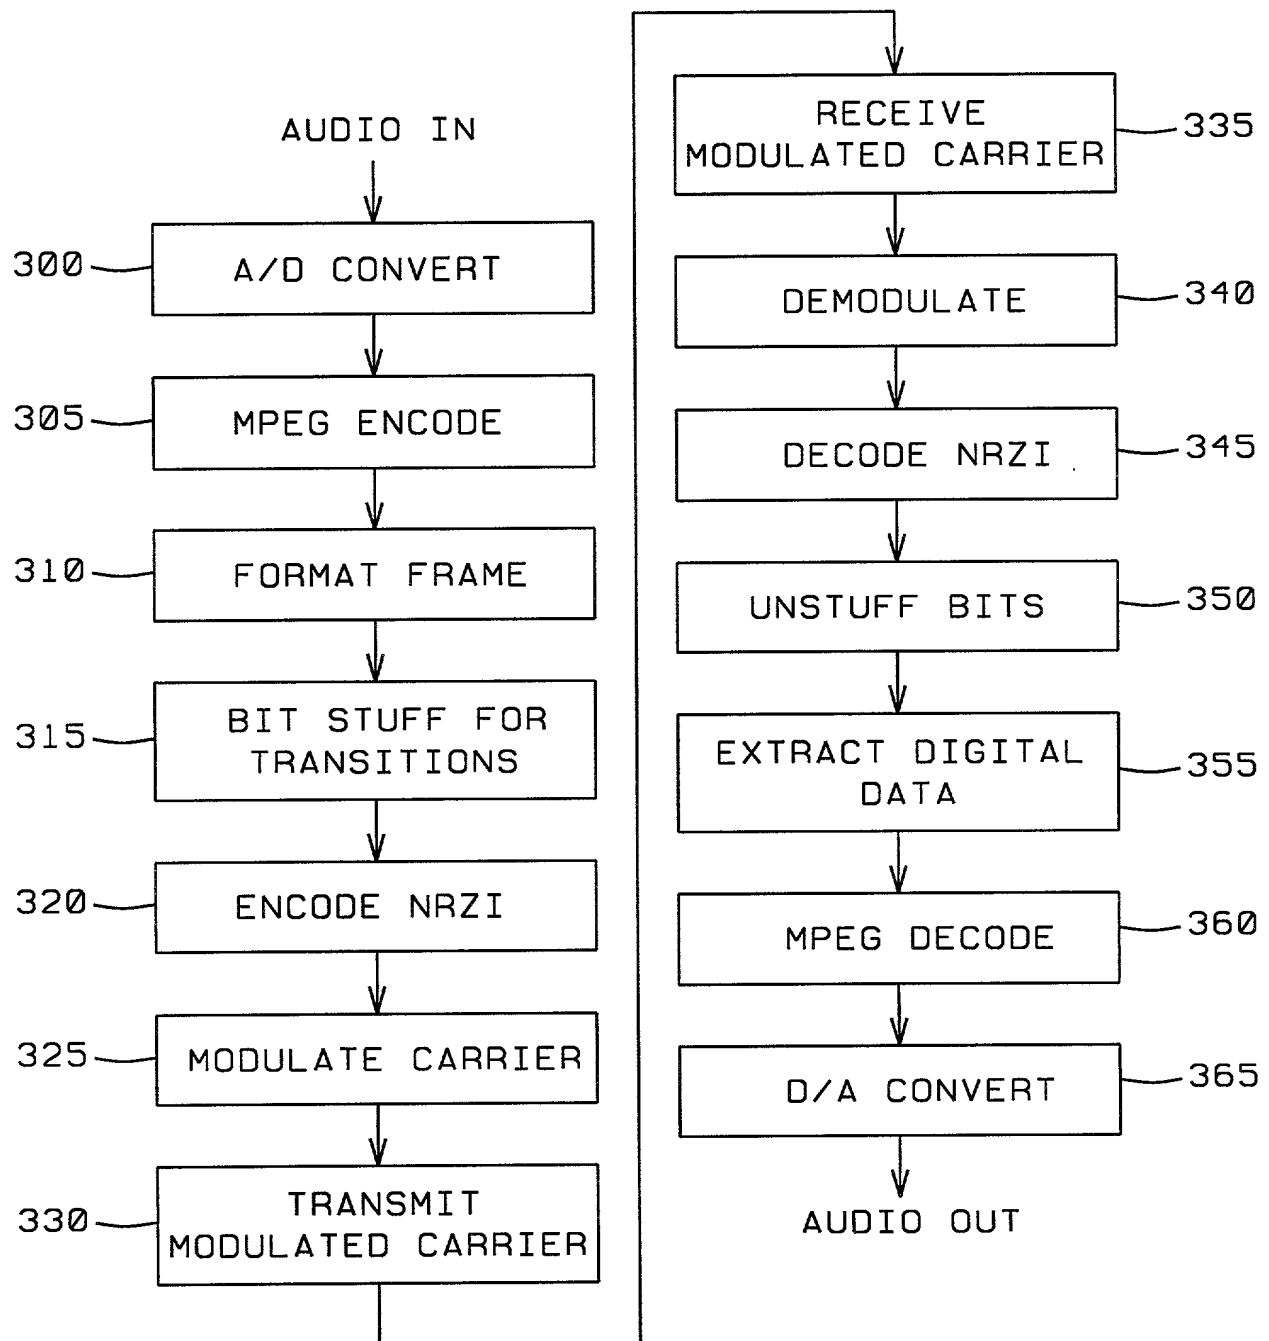 AUDIO IN
300
A/D CONVERT
305
MPEG ENCODE
310
FORMAT FRAME
315
BIT STUFF FOR
TRANSITIONS
320
ENCODE NRZI
325
MODULATE CARRIER
330
TRANSMIT
MODULATED CARRIER
RECEIVE
MODULATED CARRIER
335
DEMODULATE
340
DECODE NRZI
345
UNSTUFF BITS
350
EXTRACT DIGITAL
DATA
355
MPEG DECODE
360
D/A CONVERT
365
AUDIO OUT